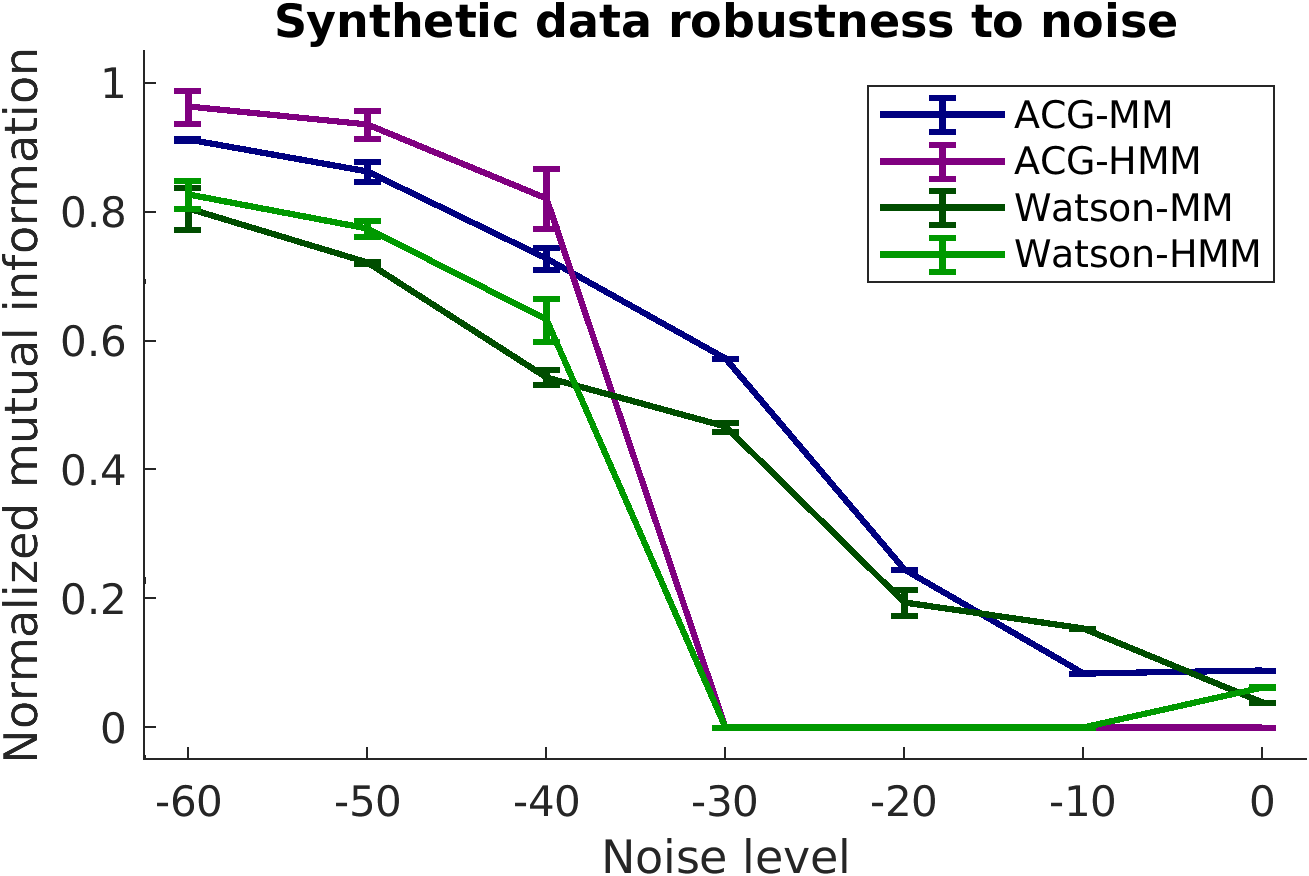 Synthetic data robustness to noise
Normalized mutual information
1
0.8
0.6
0.4
0.2
0
ACG-MM
ACG-HMM
Watson-MM
Watson-HMM
-60 -50 -40 -30 -20 -10 0
Noise level